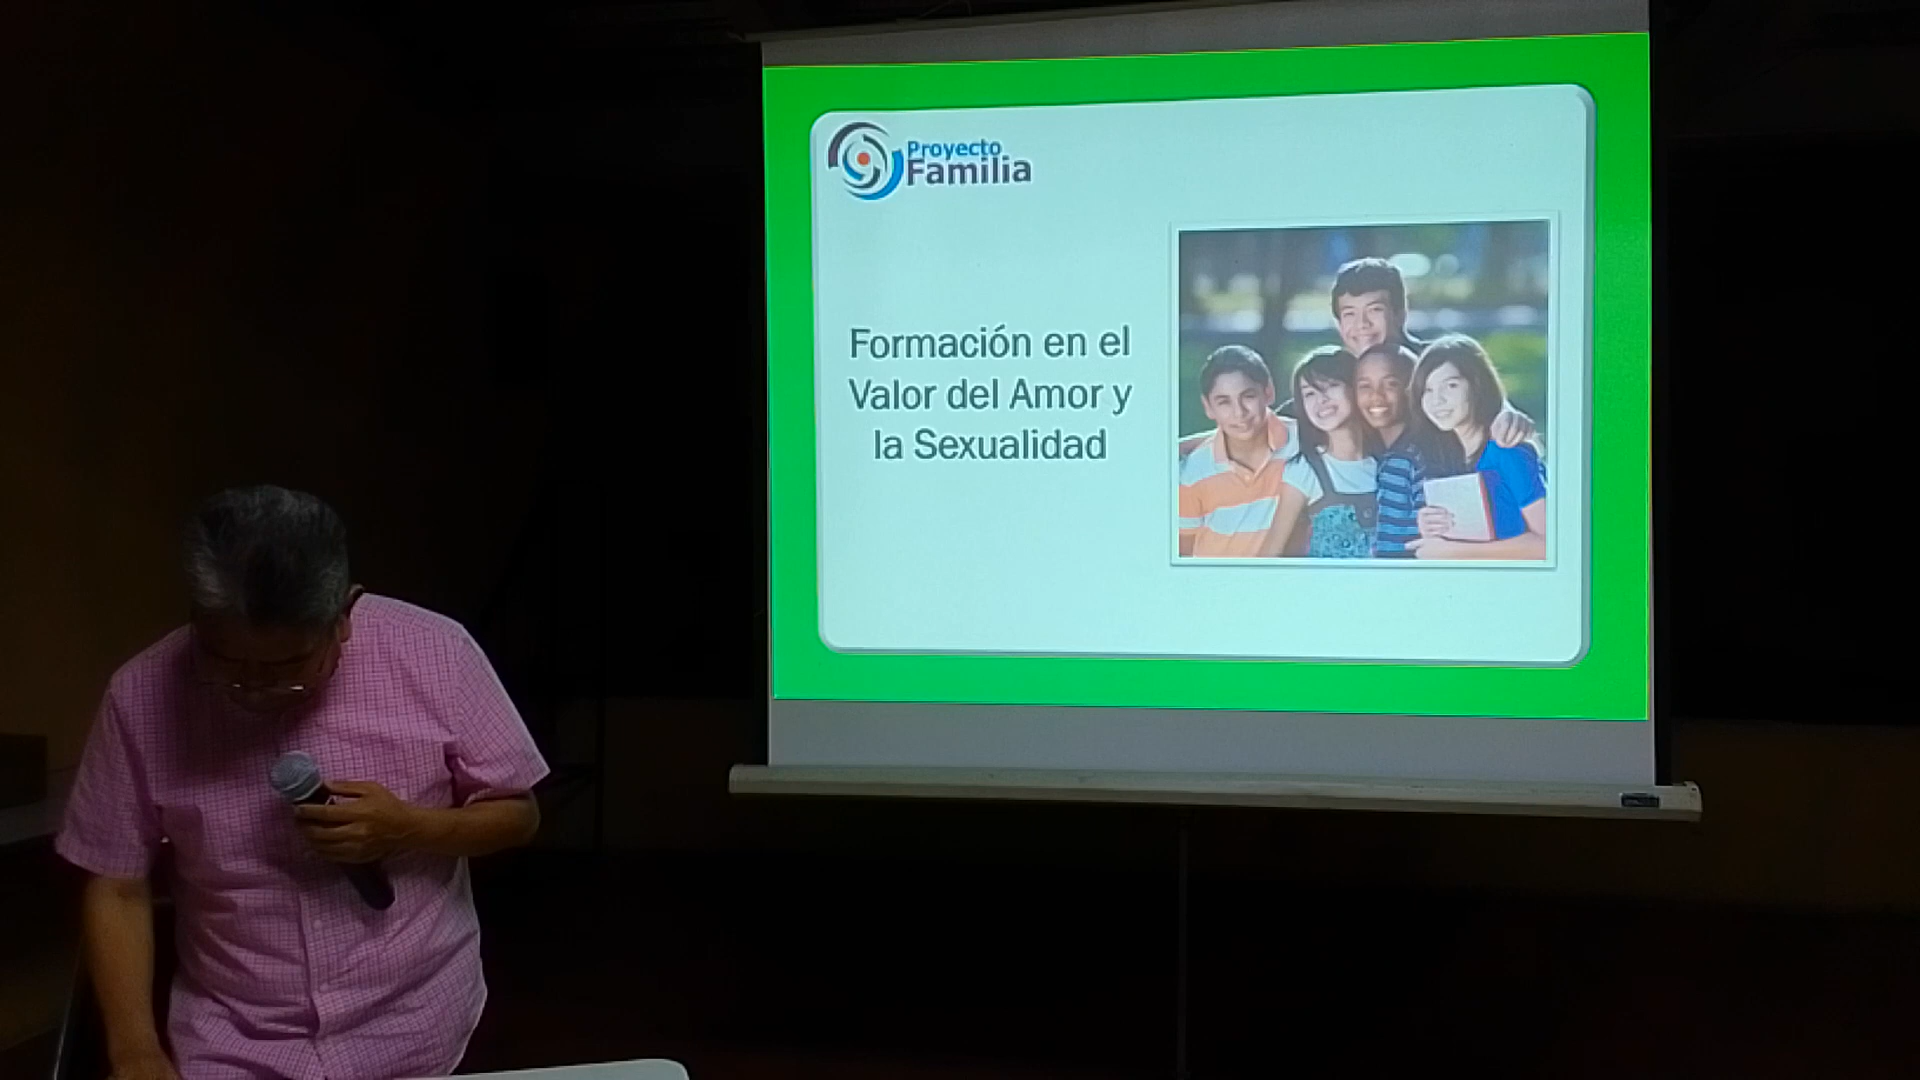 Proyecto
Familia
Formación en el
Valor del Amor y
la Sexualidad